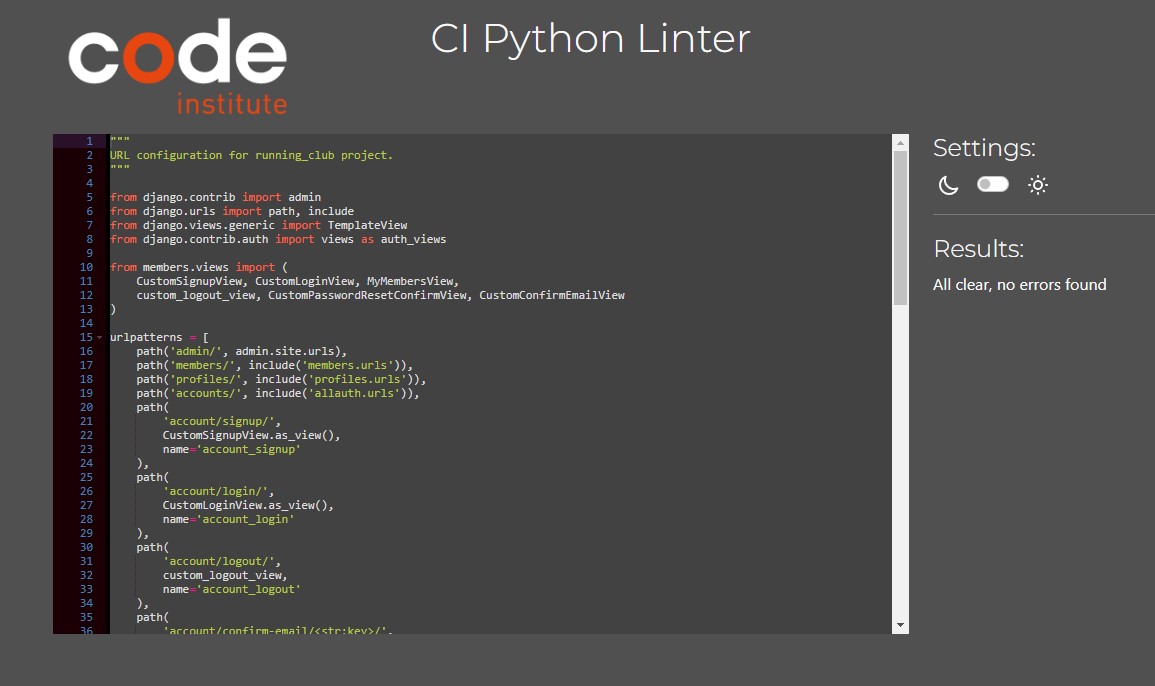 code
institute
CI Python Linter
1 """
2 URL configuration for running_club project.
3 """
4
5 from django.contrib import admin
6 from django.urls import path, include
7 from django.views.generic import TemplateView
8 from django.contrib.auth import views as auth_views
9
10 from members.views import (
11     CustomSignupView, CustomLoginView, MyMembersView,
12     custom_logout_view, CustomPasswordResetConfirmView, CustomConfirmEmailView
13 )
14
15 urlpatterns = [
16     path('admin/', admin.site.urls),
17     path('members/', include('members.urls')),
18     path('profiles/', include('profiles.urls')),
19     path('accounts/', include('allauth.urls')),
20     path(
21         'account/signup/',
22         CustomSignupView.as_view(),
23         name='account_signup'
24     ),
25     path(
26         'account/login/',
27         CustomLoginView.as_view(),
28         name='account_login'
29     ),
30     path(
31         'account/logout/',
32         custom_logout_view,
33         name='account_logout'
34     ),
35     path(
36         'account/confirm-email/<str:key>/',
Settings:
Results:
All clear, no errors found